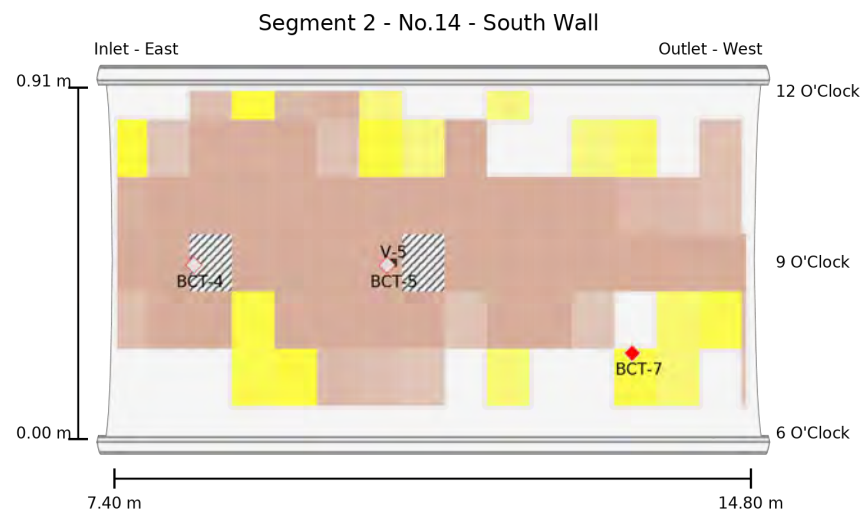 Segment 2 - No.14 - South Wall
Inlet - East
Outlet - West
0.91 m
12 O'Clock
V-5
9 O'Clock
BCT-4
BCT-5
BCT-7
0.00 m
6 O'Clock
7.40 m
14.80 m